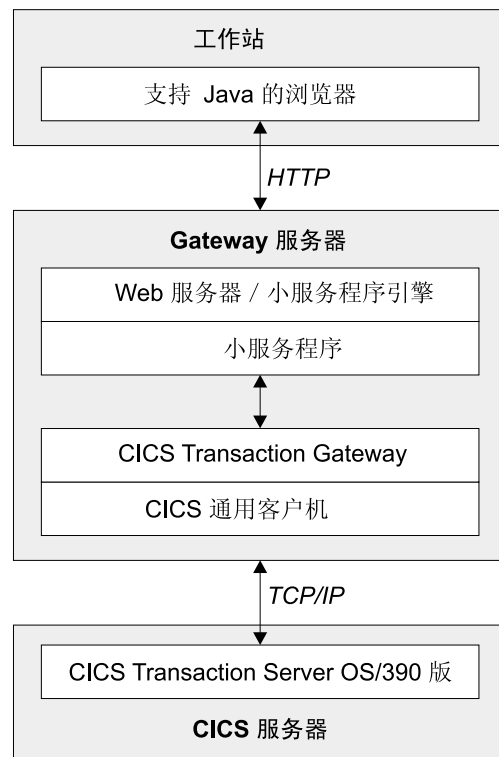 工作站
支持 Java 的浏览器
HTTP
Gateway 服务器
Web 服务器 / 小服务程序引擎
小服务程序
CICS Transaction Gateway
CICS 通用客户机
TCP/IP
CICS Transaction Server OS/390 版
CICS 服务器